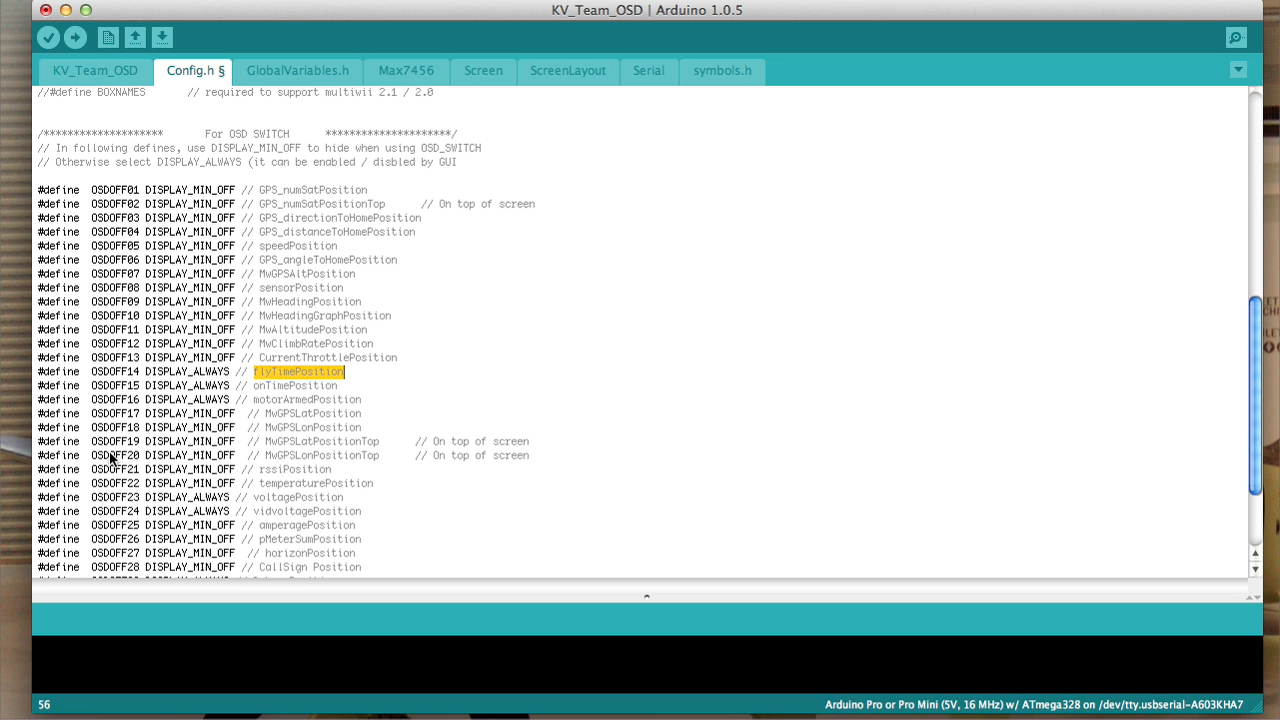 KV_Team_OSD | Arduino 1.0.5
KV_Team_OSD Config.h § GlobalVariables.h Max7456 Screen ScreenLayout Serial symbols.h
//#define BOXNAMES // required to support multiwii 2.1 / 2.0
/******************** For OSD SWITCH *********************/
// In following defines, use DISPLAY_MIN_OFF to hide when using OSD_SWITCH
// Otherwise select DISPLAY_ALWAYS (it can be enabled / disbled by GUI
#define OSDOFF01 DISPLAY_MIN_OFF // GPS_numSatPosition
#define OSDOFF02 DISPLAY_MIN_OFF // GPS_numSatPositionTop // On top of screen
#define OSDOFF03 DISPLAY_MIN_OFF // GPS_directionToHomePosition
#define OSDOFF04 DISPLAY_MIN_OFF // GPS_distanceToHomePosition
#define OSDOFF05 DISPLAY_MIN_OFF // speedPosition
#define OSDOFF06 DISPLAY_MIN_OFF // GPS_angleToHomePosition
#define OSDOFF07 DISPLAY_MIN_OFF // MwGPSAltPosition
#define OSDOFF08 DISPLAY_MIN_OFF // sensorPosition
#define OSDOFF09 DISPLAY_MIN_OFF // MwHeadingPosition
#define OSDOFF10 DISPLAY_MIN_OFF // MwHeadingGraphPosition
#define OSDOFF11 DISPLAY_MIN_OFF // MwAltitudePosition
#define OSDOFF12 DISPLAY_MIN_OFF // MwClimbRatePosition
#define OSDOFF13 DISPLAY_MIN_OFF // CurrentThrottlePosition
#define OSDOFF14 DISPLAY_ALWAYS // flyTimePosition
#define OSDOFF15 DISPLAY_ALWAYS // onTimePosition
#define OSDOFF16 DISPLAY_ALWAYS // motorArmedPosition
#define OSDOFF17 DISPLAY_MIN_OFF // MwGPSLatPosition
#define OSDOFF18 DISPLAY_MIN_OFF // MwGPSLonPosition
#define OSDOFF19 DISPLAY_MIN_OFF // MwGPSLatPositionTop // On top of screen
#define OSDOFF20 DISPLAY_MIN_OFF // MwGPSLonPositionTop // On top of screen
#define OSDOFF21 DISPLAY_MIN_OFF // rssiPosition
#define OSDOFF22 DISPLAY_MIN_OFF // temperaturePosition
#define OSDOFF23 DISPLAY_ALWAYS // voltagePosition
#define OSDOFF24 DISPLAY_ALWAYS // vidvoltagePosition
#define OSDOFF25 DISPLAY_MIN_OFF // amperagePosition
#define OSDOFF26 DISPLAY_MIN_OFF // pMeterSumPosition
#define OSDOFF27 DISPLAY_MIN_OFF // horizonPosition
#define OSDOFF28 DISPLAY_MIN_OFF // CallSign Position
56 Arduino Pro or Pro Mini (5V, 16 MHz) w/ ATmega328 on /dev/tty.usbserial-A603KHA7